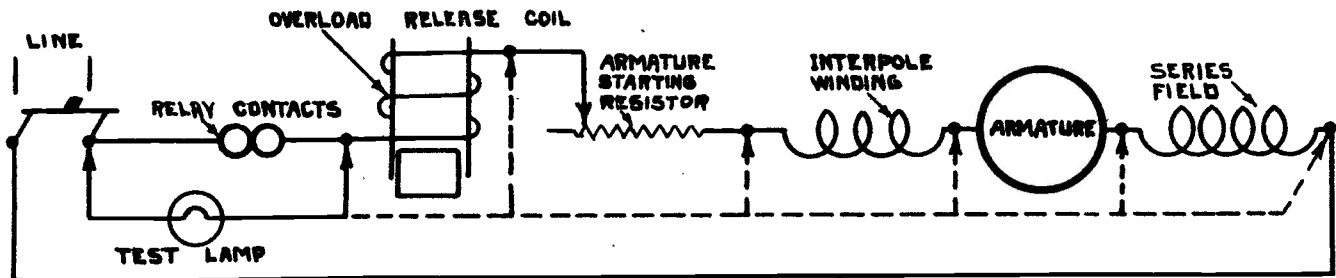 OVERLOAD RELEASE COIL
LINE
RELAY CONTACTS
ARMATURE
STARTING
RESISTOR
INTERPOLE
WINDING
ARMATURE
SERIES
FIELD
TEST LAMP